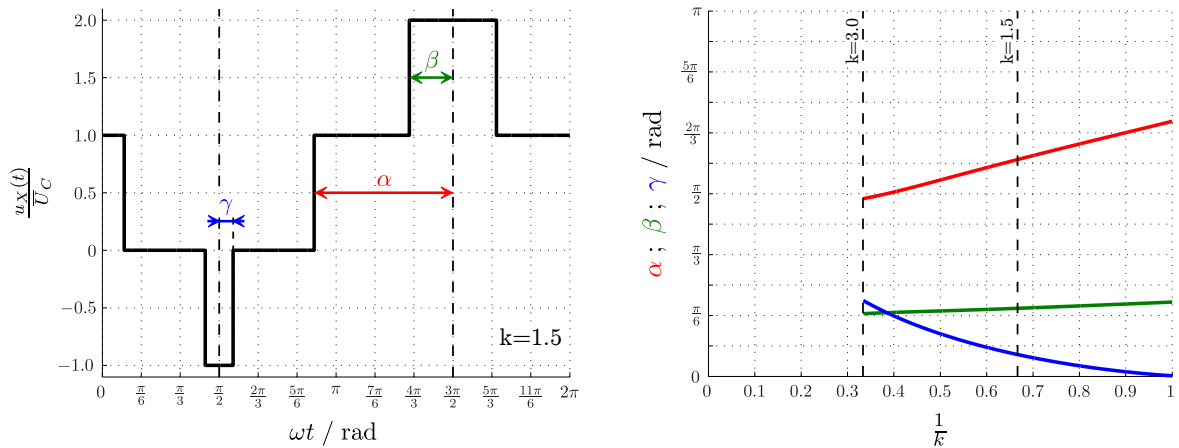 2.0
1.5
1.0
0.5
0
−0.5
−1.0
u_X(t)
U̅_C
β
α
γ
k=1.5
0 π/6 π/3 π/2 2π/3 5π/6 π 7π/6 4π/3 3π/2 5π/3 11π/6 2π
ωt / rad
π
5π/6
2π/3
π/2
π/3
π/6
0
α ; β ; γ / rad
k=3.0
k=1.5
0 0.1 0.2 0.3 0.4 0.5 0.6 0.7 0.8 0.9 1
1
k